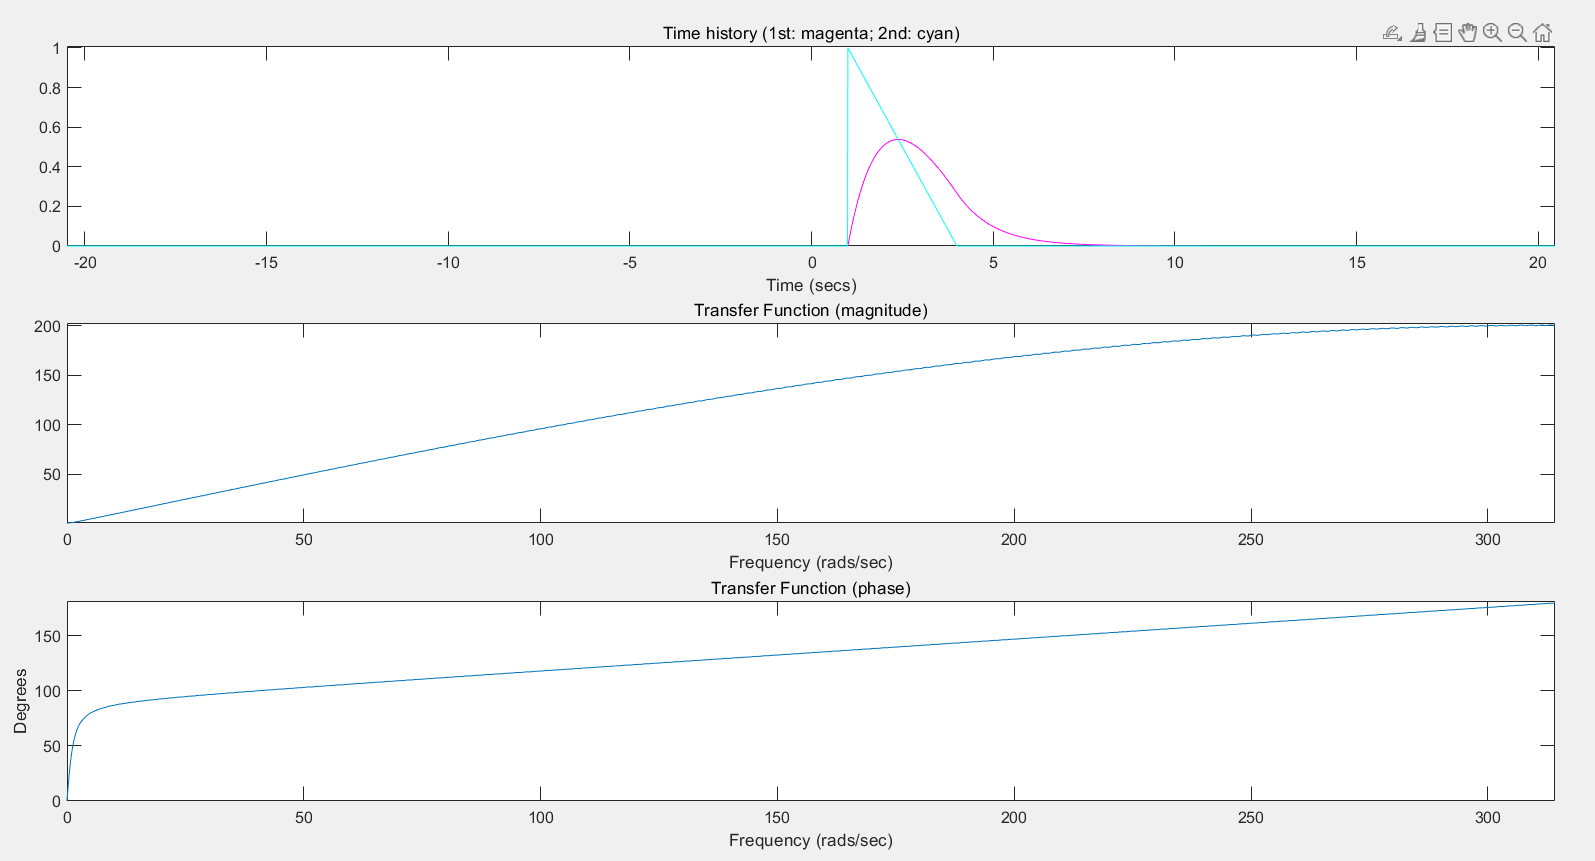 Time history (1st: magenta; 2nd: cyan)
1
0.8
0.6
0.4
0.2
0
-20 -15 -10 -5 0 5 10 15 20
Time (secs)
Transfer Function (magnitude)
200
150
100
50
0 50 100 150 200 250 300
Frequency (rads/sec)
Transfer Function (phase)
150
100
50
0
Degrees
0 50 100 150 200 250 300
Frequency (rads/sec)